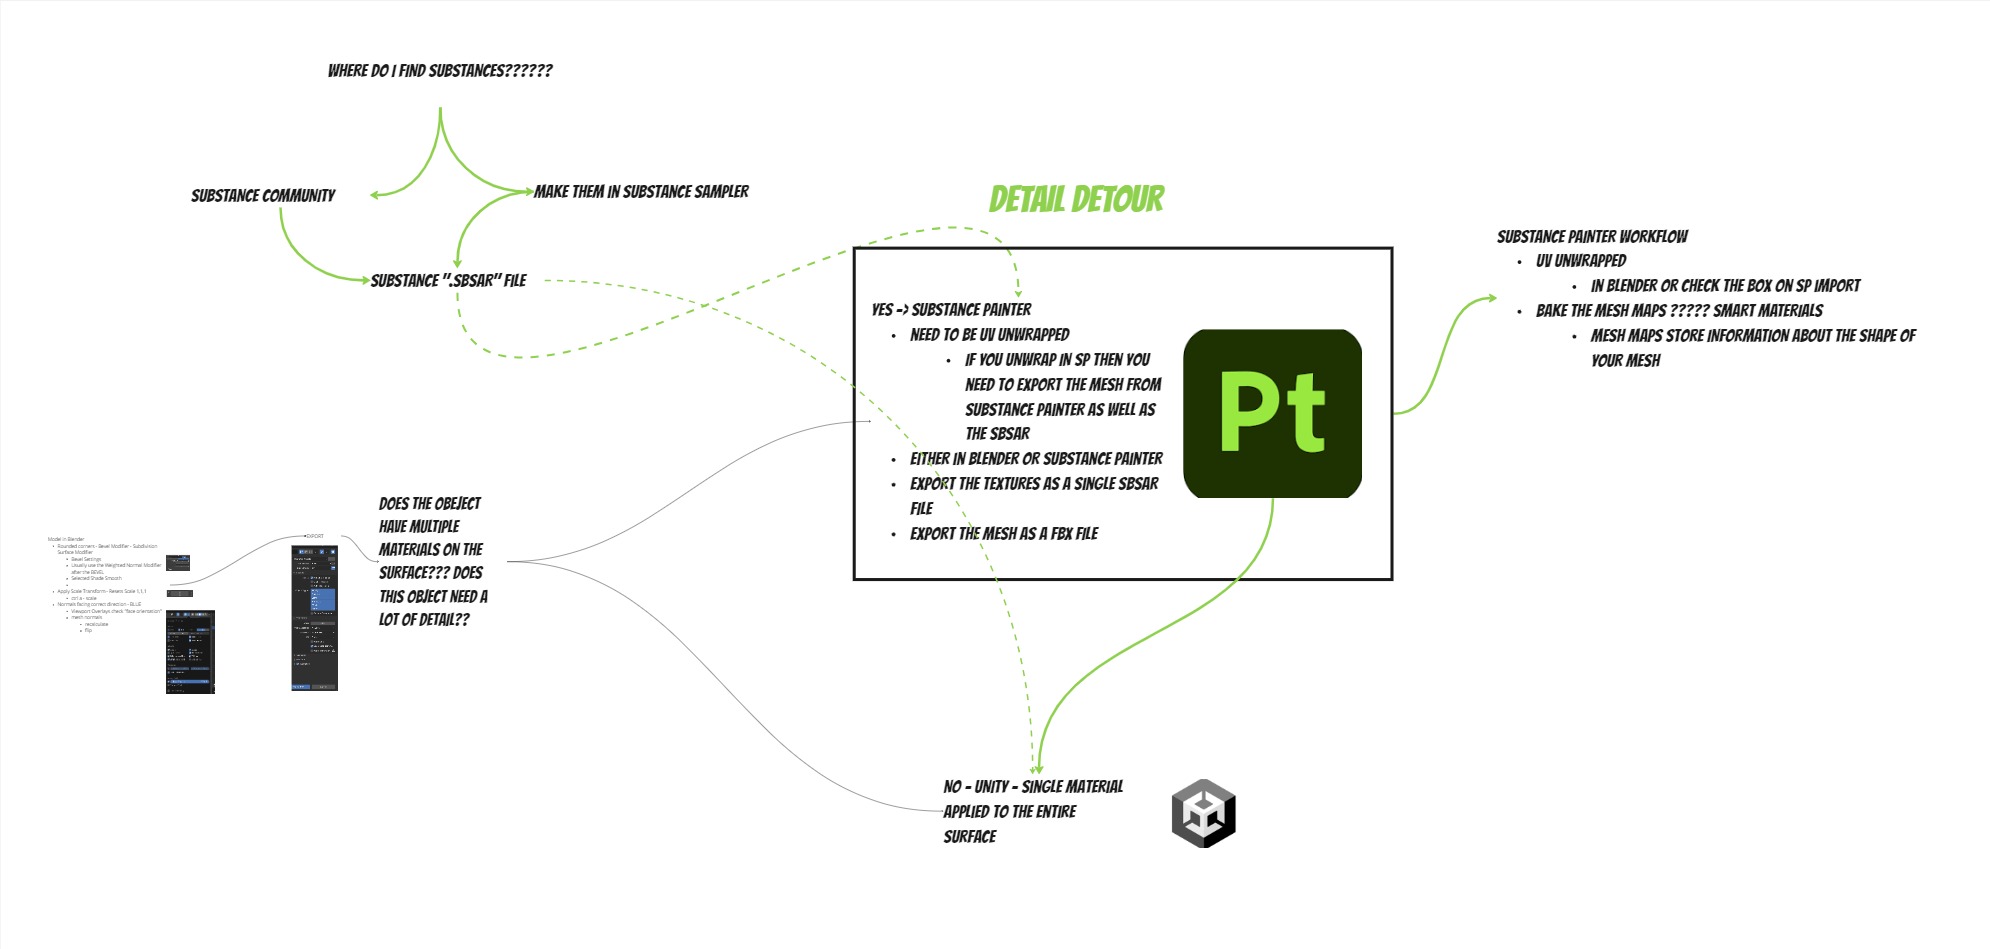 WHERE DO I FIND SUBSTANCES??????
SUBSTANCE COMMUNITY
MAKE THEM IN SUBSTANCE SAMPLER
SUBSTANCE ".SBSAR" FILE
DETAIL DETOUR
YES -> SUBSTANCE PAINTER
• NEED TO BE UV UNWRAPPED
• IF YOU UNWRAP IN SP THEN YOU
NEED TO EXPORT THE MESH FROM
SUBSTANCE PAINTER AS WELL AS
THE SBSAR
• EITHER IN BLENDER OR SUBSTANCE PAINTER
• EXPORT THE TEXTURES AS A SINGLE SBSAR
FILE
• EXPORT THE MESH AS A FBX FILE
Pt
SUBSTANCE PAINTER WORKFLOW
• UV UNWRAPPED
• IN BLENDER OR CHECK THE BOX ON SP IMPORT
• BAKE THE MESH MAPS ????? SMART MATERIALS
• MESH MAPS STORE INFORMATION ABOUT THE SHAPE OF
YOUR MESH
Model in Blender
• Rounded corners - Bevel Modifier - Subdivision
Surface Modifier
• Bevel Settings
• Usually use the Weighted Normal Modifier
after the BEVEL
• Selected Shade Smooth
• Apply Scale Transform - Resets Scale 1,1,1
• ctrl a - scale
• Normals facing correct direction - BLUE
• Viewport Overlays check "face orientation"
• mesh normals
• recalculate
• flip
EXPORT
DOES THE OBEJECT
HAVE MULTIPLE
MATERIALS ON THE
SURFACE??? DOES
THIS OBJECT NEED A
LOT OF DETAIL??
NO - UNITY - SINGLE MATERIAL
APPLIED TO THE ENTIRE
SURFACE